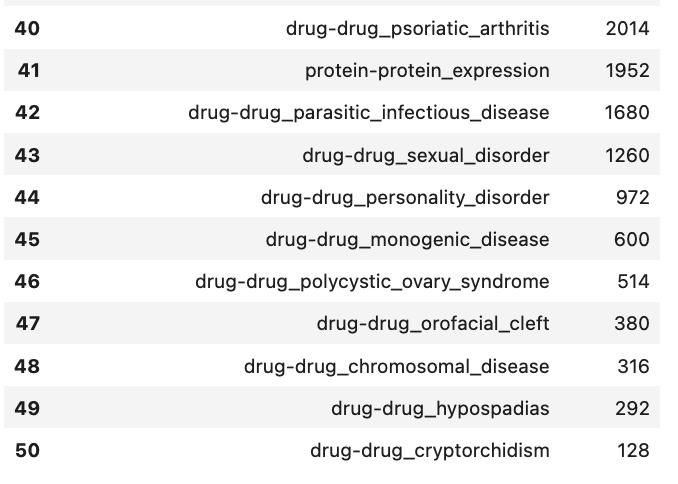 40 drug-drug_psoriatic_arthritis 2014
41 protein-protein_expression 1952
42 drug-drug_parasitic_infectious_disease 1680
43 drug-drug_sexual_disorder 1260
44 drug-drug_personality_disorder 972
45 drug-drug_monogenic_disease 600
46 drug-drug_polycystic_ovary_syndrome 514
47 drug-drug_orofacial_cleft 380
48 drug-drug_chromosomal_disease 316
49 drug-drug_hypospadias 292
50 drug-drug_cryptorchidism 128